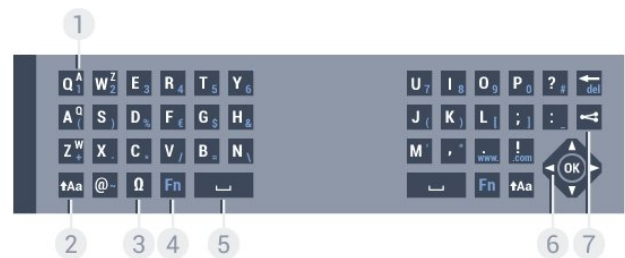 1
Q A 1 W Z 2 E 3 R 4 T 5 Y 6 U 7 I 8 O 9 P 0 ? # del
A Q ( S ) D % F € G $ H & J ( K ) L [ ; ] : _
Z W + X - C * V / B = N \ M ' , " . www. ! .com
Aa @ ~ Ω Fn Fn Aa OK
2 3 4 5 6 7